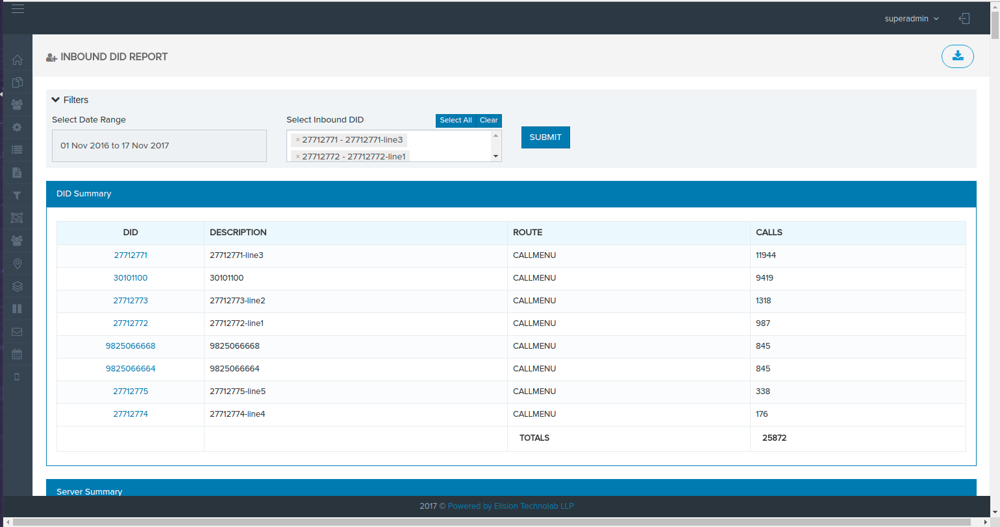 superadmin
INBOUND DID REPORT
Filters
Select Date Range
Select Inbound DID
Select All Clear
01 Nov 2016 to 17 Nov 2017
× 27712771 - 27712771-line3
× 27712772 - 27712772-line1
SUBMIT
DID Summary
DID DESCRIPTION ROUTE CALLS
27712771 27712771-line3 CALLMENU 11944
30101100 30101100 CALLMENU 9419
27712773 27712773-line2 CALLMENU 1318
27712772 27712772-line1 CALLMENU 987
9825066668 9825066668 CALLMENU 845
9825066664 9825066664 CALLMENU 845
27712775 27712775-line5 CALLMENU 338
27712774 27712774-line4 CALLMENU 176
TOTALS 25872
Server Summary
2017 © Powered by Elision Technolab LLP